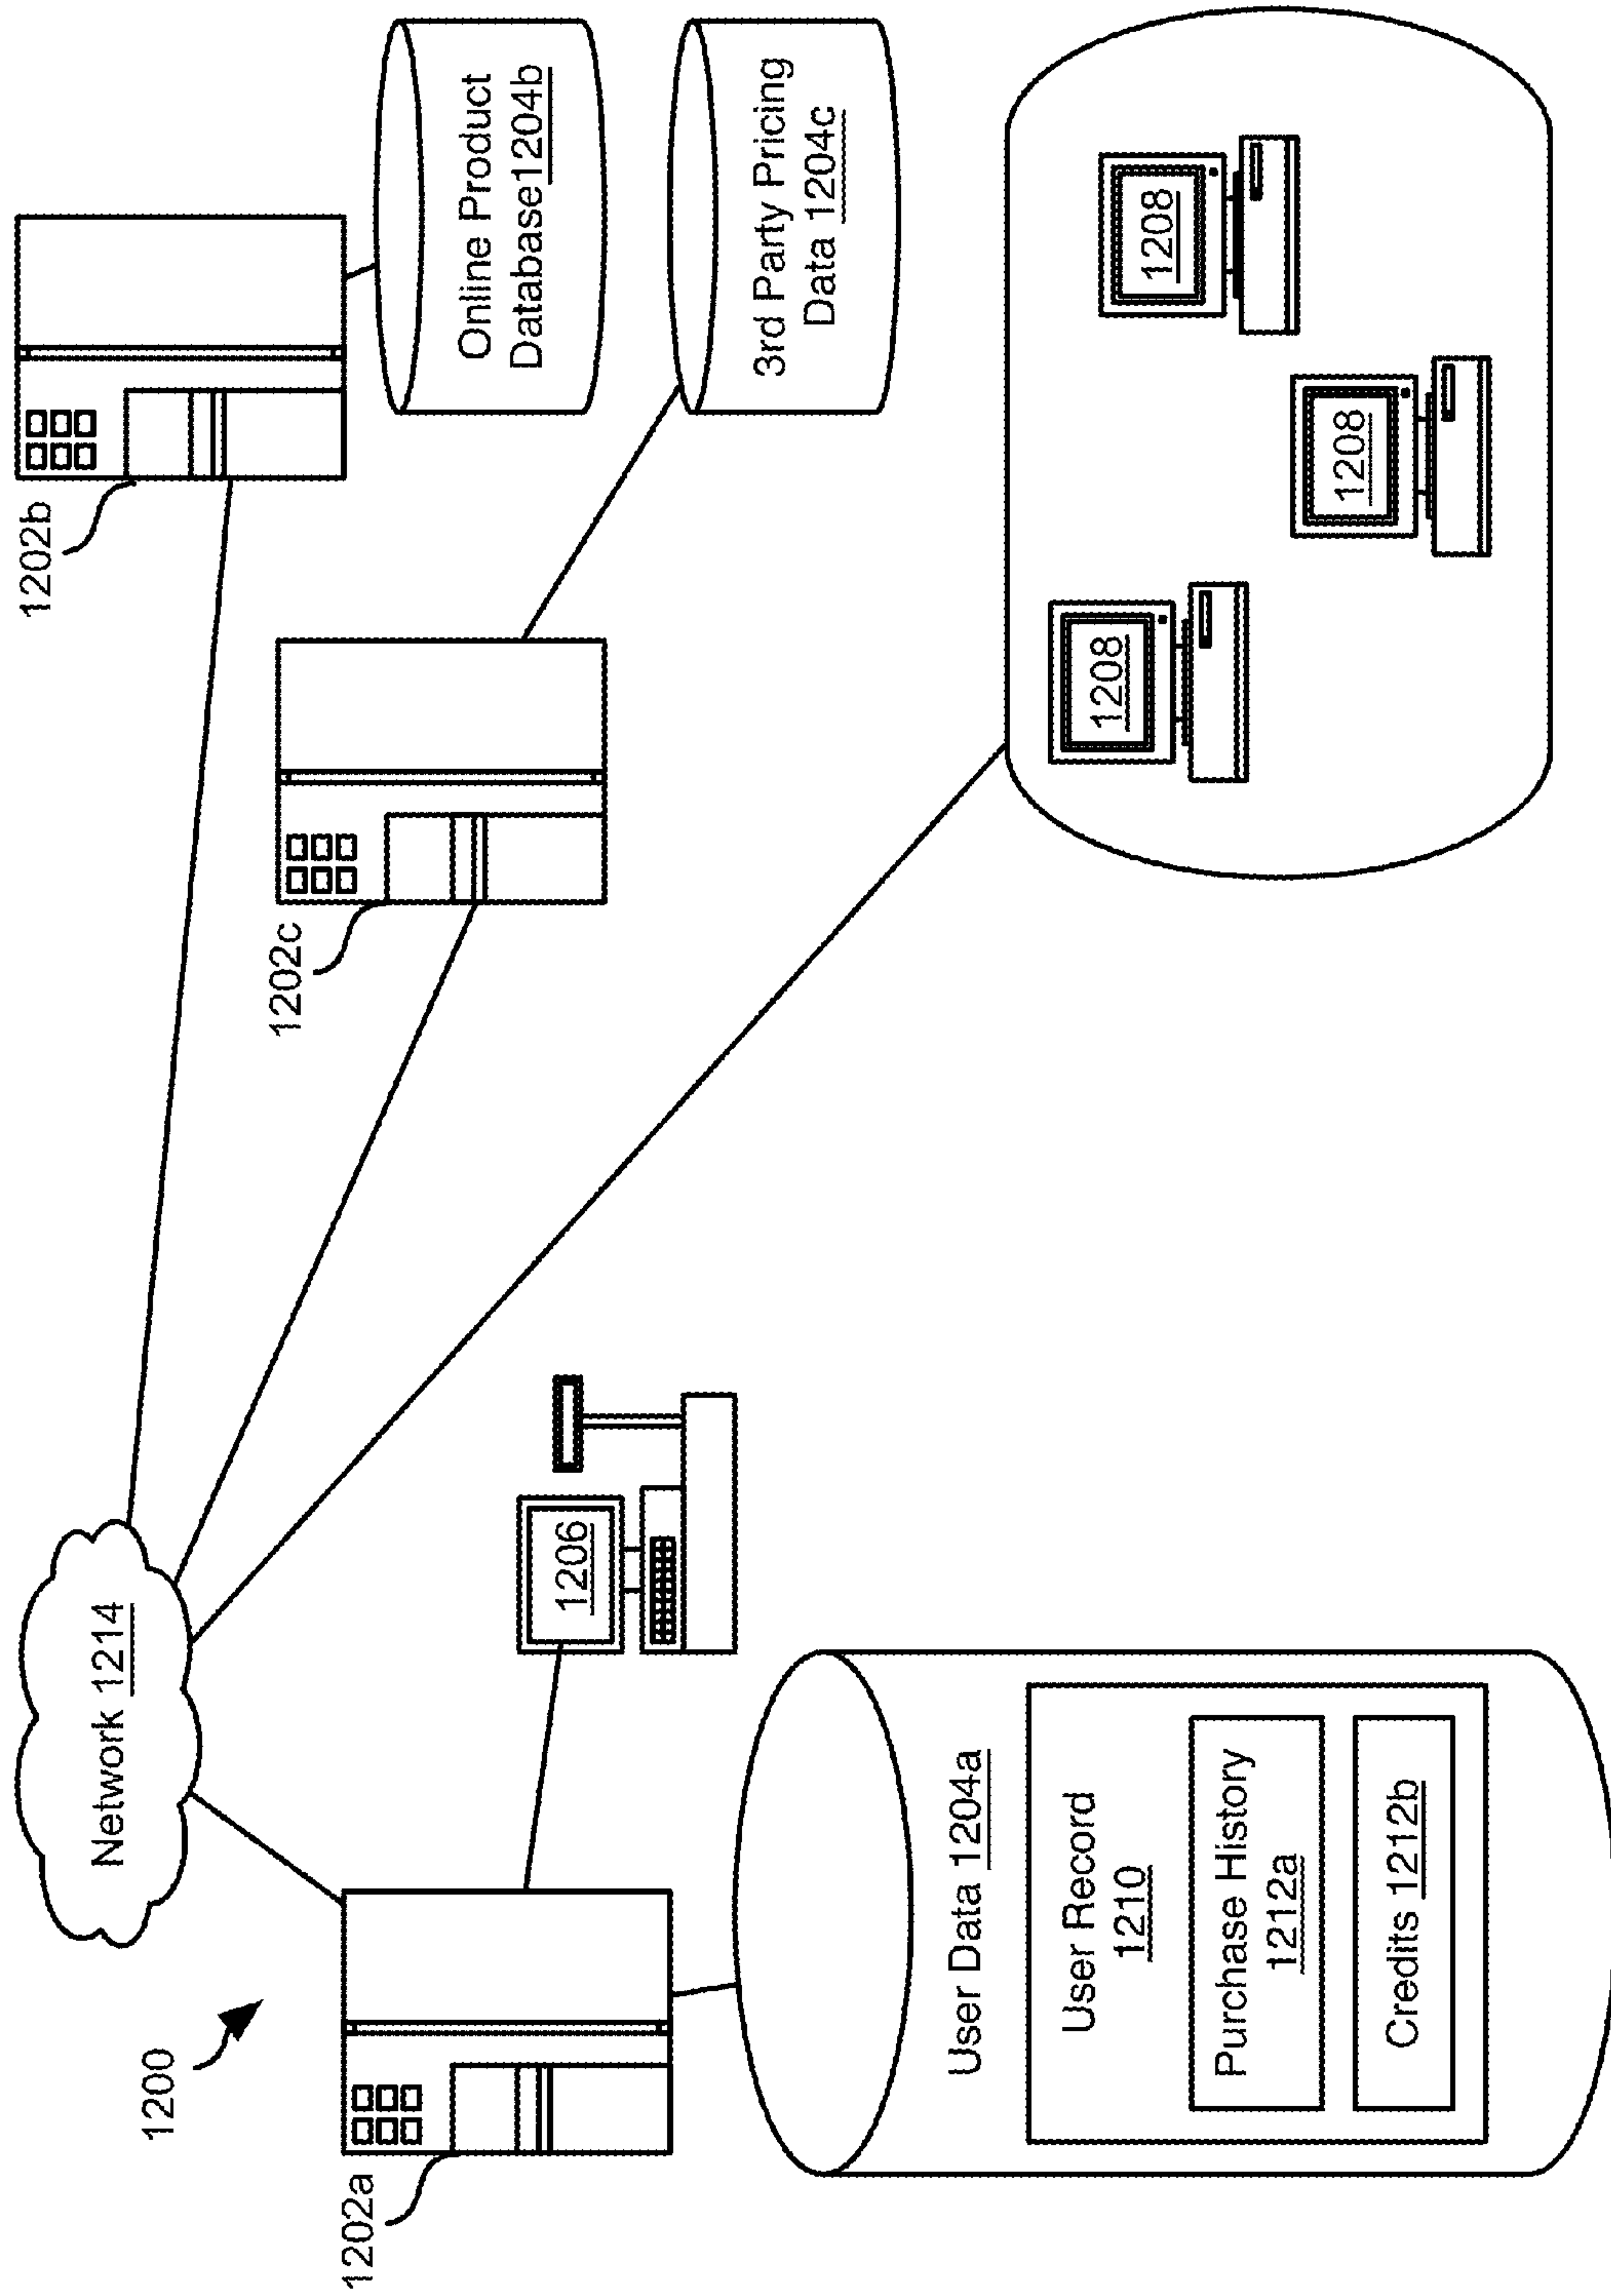 1200
Network 1214
1202b
1202c
1202a
Online Product
Database1204b
3rd Party Pricing
Data 1204c
1206
User Data 1204a
User Record
1210
Purchase History
1212a
Credits 1212b
1208
1208
1208